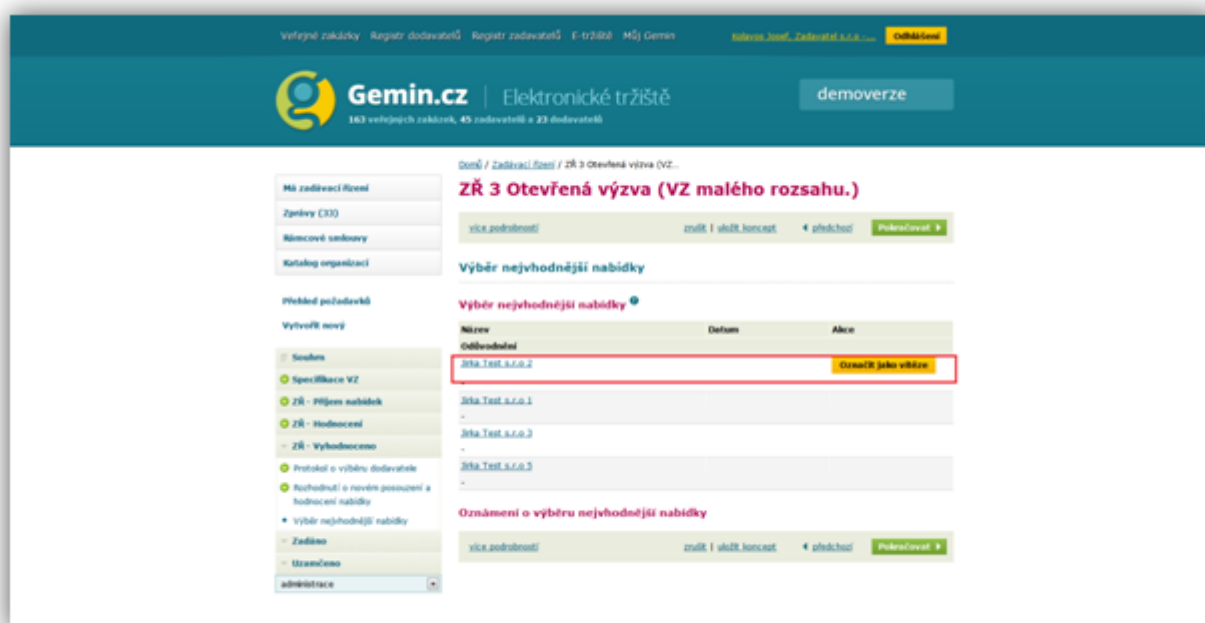 Veřejné zakázky Registr dodavatelů Registr zadavatelů E-tržiště Můj Gemin
Kolavos Josef, Zadavatel s.r.o -... Odhlášení
Gemin.cz | Elektronické tržiště
demoverze
163 veřejných zakázek, 45 zadavatelů a 23 dodavatelů
Domů / Zadávací řízení / ZŘ 3 Otevřená výzva (VZ...
Má zadávací řízení
Zprávy (33)
Rámcové smlouvy
Katalog organizací
Přehled požadavků
Vytvořit nový
Souhrn
Specifikace VZ
ZŘ - Příjem nabídek
ZŘ - Hodnocení
ZŘ - Vyhodnoceno
Protokol o výběru dodavatele
Rozhodnutí o novém posouzení a
hodnocení nabídky
Výběr nejvhodnější nabídky
Zadáno
Uzamčeno
administrace
ZŘ 3 Otevřená výzva (VZ malého rozsahu.)
více podrobností zrušit | uložit koncept předchozí Pokračovat
Výběr nejvhodnější nabídky
Výběr nejvhodnější nabídky
Název Datum Akce
Odůvodnění
Jirka Test s.r.o 2 Označit jako vítěze
-
Jirka Test s.r.o 1
-
Jirka Test s.r.o 3
-
Jirka Test s.r.o 5
-
Oznámení o výběru nejvhodnější nabídky
více podrobností zrušit | uložit koncept předchozí Pokračovat